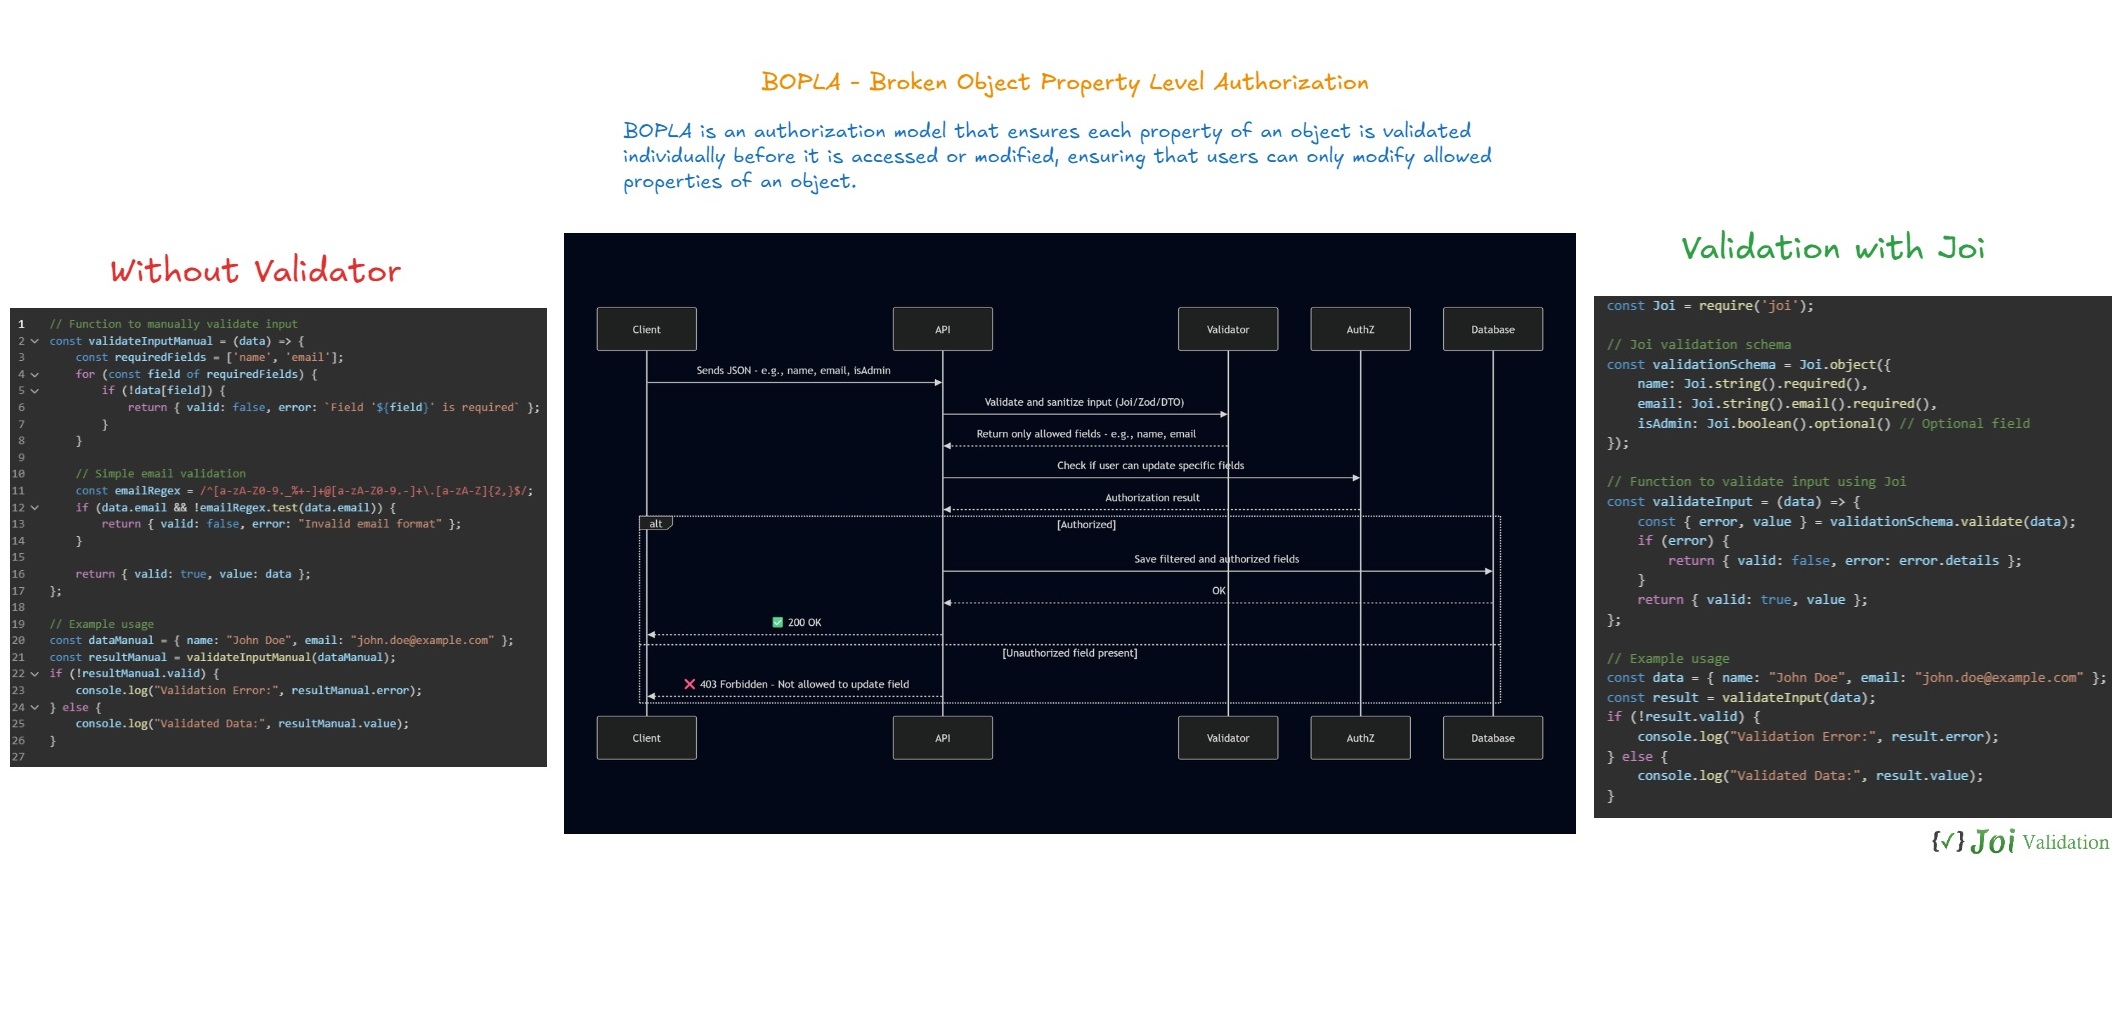 BOPLA - Broken Object Property Level Authorization
BOPLA is an authorization model that ensures each property of an object is validated
individually before it is accessed or modified, ensuring that users can only modify allowed
properties of an object.
Without Validator
1 // Function to manually validate input
2 const validateInputManual = (data) => {
3 const requiredFields = ['name', 'email'];
4 for (const field of requiredFields) {
5 if (!data[field]) {
6 return { valid: false, error: `Field '${field}' is required` };
7 }
8 }
9
10 // Simple email validation
11 const emailRegex = /^[a-zA-Z0-9._%+-]+@[a-zA-Z0-9.-]+\.[a-zA-Z]{2,}$/;
12 if (data.email && !emailRegex.test(data.email)) {
13 return { valid: false, error: "Invalid email format" };
14 }
15
16 return { valid: true, value: data };
17 };
18
19 // Example usage
20 const dataManual = { name: "John Doe", email: "john.doe@example.com" };
21 const resultManual = validateInputManual(dataManual);
22 if (!resultManual.valid) {
23 console.log("Validation Error:", resultManual.error);
24 } else {
25 console.log("Validated Data:", resultManual.value);
26 }
27
Client API Validator AuthZ Database
Sends JSON - e.g., name, email, isAdmin
Validate and sanitize input (Joi/Zod/DTO)
Return only allowed fields - e.g., name, email
Check if user can update specific fields
Authorization result
alt [Authorized]
Save filtered and authorized fields
OK
✅ 200 OK
[Unauthorized field present]
❌ 403 Forbidden - Not allowed to update field
Client API Validator AuthZ Database
Validation with Joi
const Joi = require('joi');
// Joi validation schema
const validationSchema = Joi.object({
name: Joi.string().required(),
email: Joi.string().email().required(),
isAdmin: Joi.boolean().optional() // Optional field
});
// Function to validate input using Joi
const validateInput = (data) => {
const { error, value } = validationSchema.validate(data);
if (error) {
return { valid: false, error: error.details };
}
return { valid: true, value };
};
// Example usage
const data = { name: "John Doe", email: "john.doe@example.com" };
const result = validateInput(data);
if (!result.valid) {
console.log("Validation Error:", result.error);
} else {
console.log("Validated Data:", result.value);
}
{✓} Joi Validation